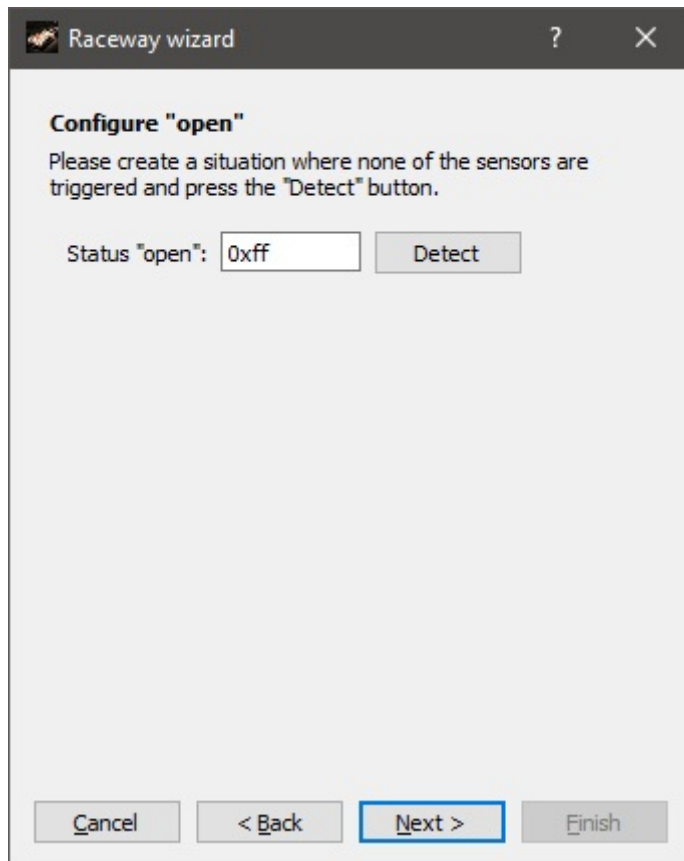 Raceway wizard ?
Configure "open"
Please create a situation where none of the sensors are
triggered and press the "Detect" button.
Status "open": 0xff Detect
Cancel < Back Next > Finish